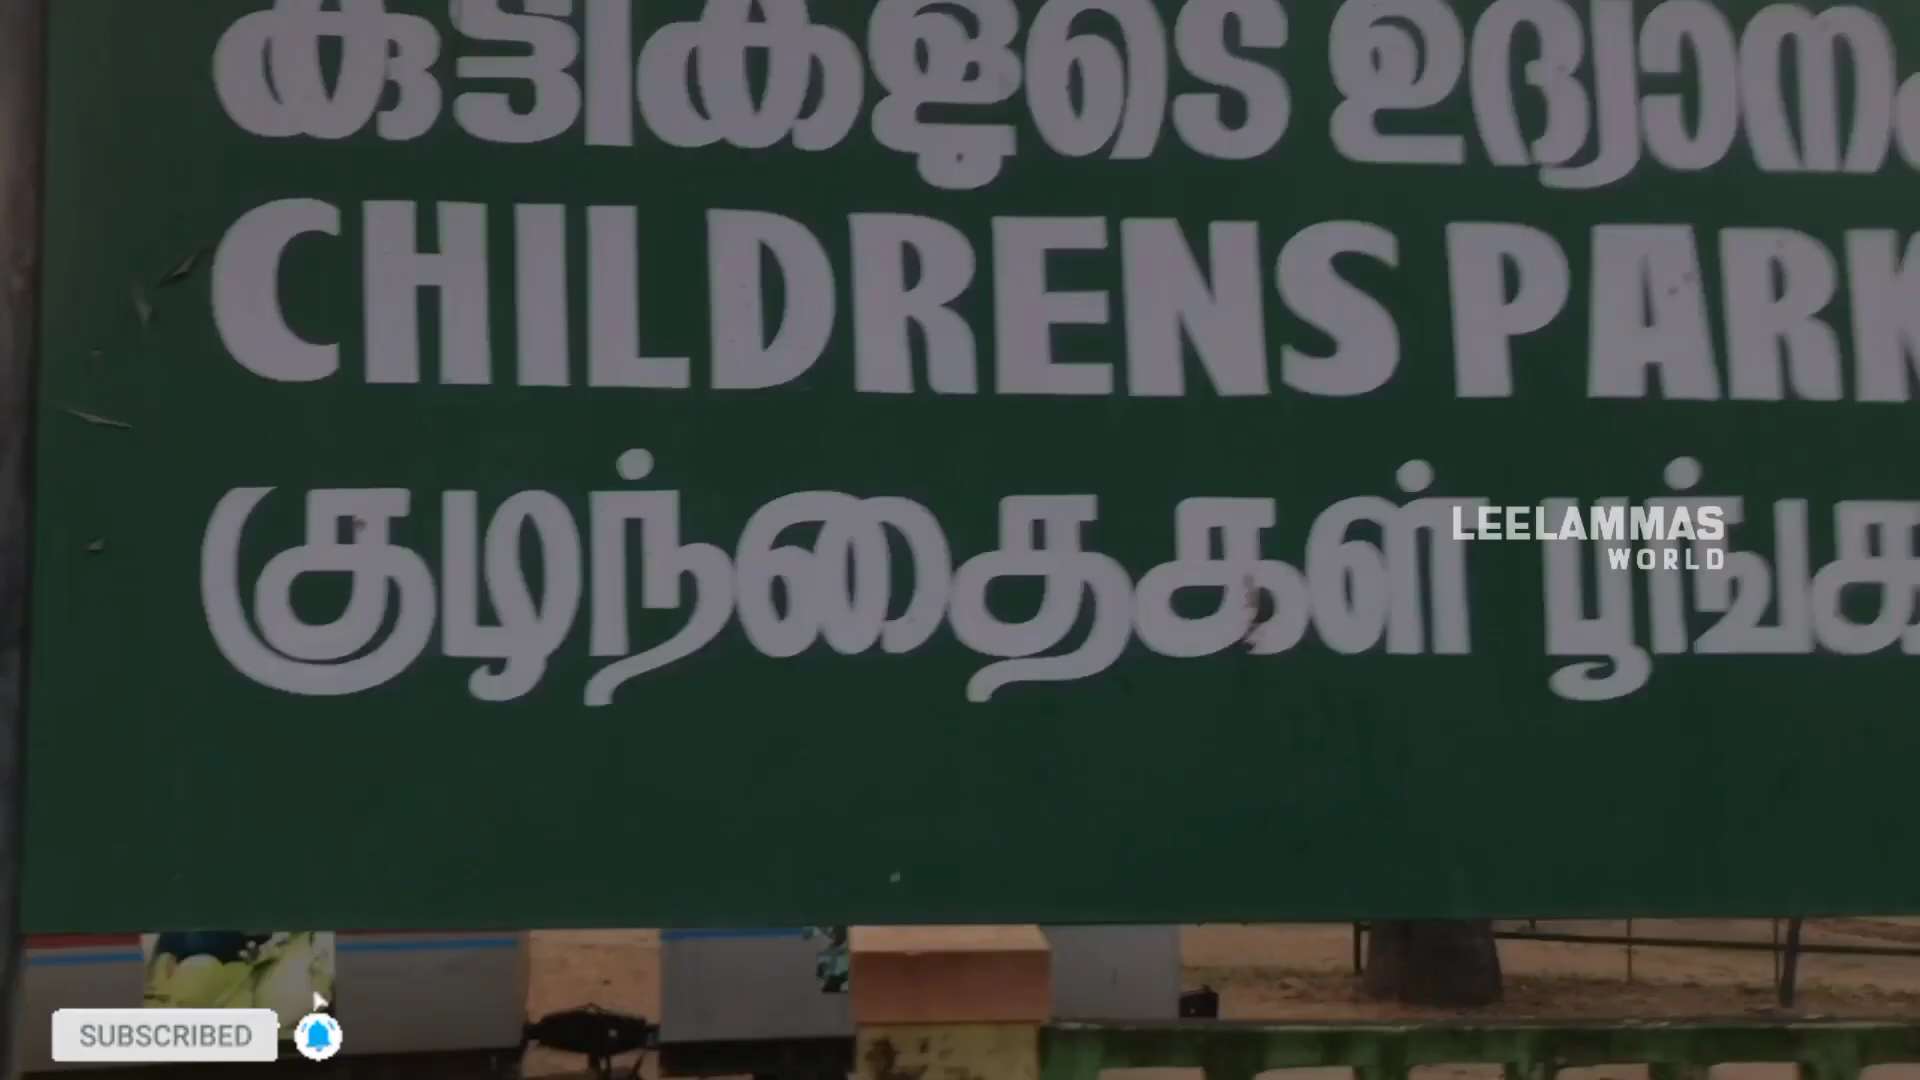 കുട്ടികളുടെ ഉദ്യാനം
CHILDRENS PARK
குழந்தைகள் பூங்கா
LEELAMMAS
WORLD
SUBSCRIBED